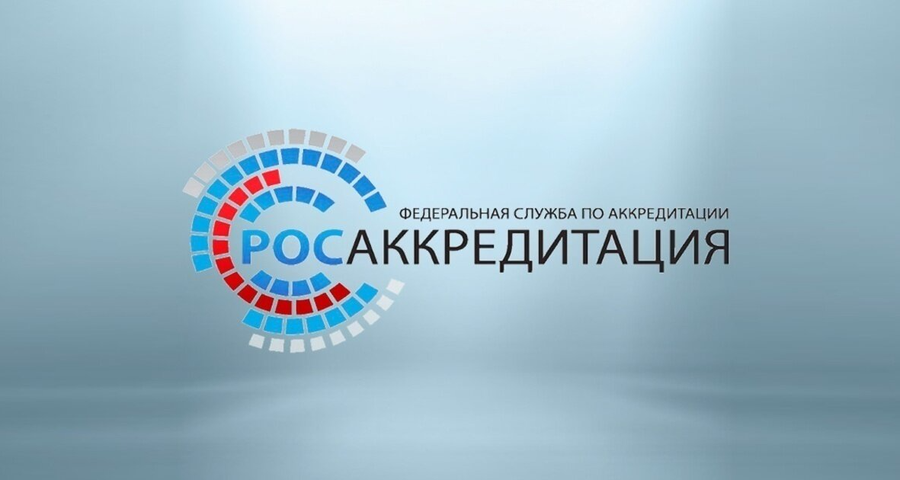 ФЕДЕРАЛЬНАЯ СЛУЖБА ПО АККРЕДИТАЦИИ
РОСАККРЕДИТАЦИЯ